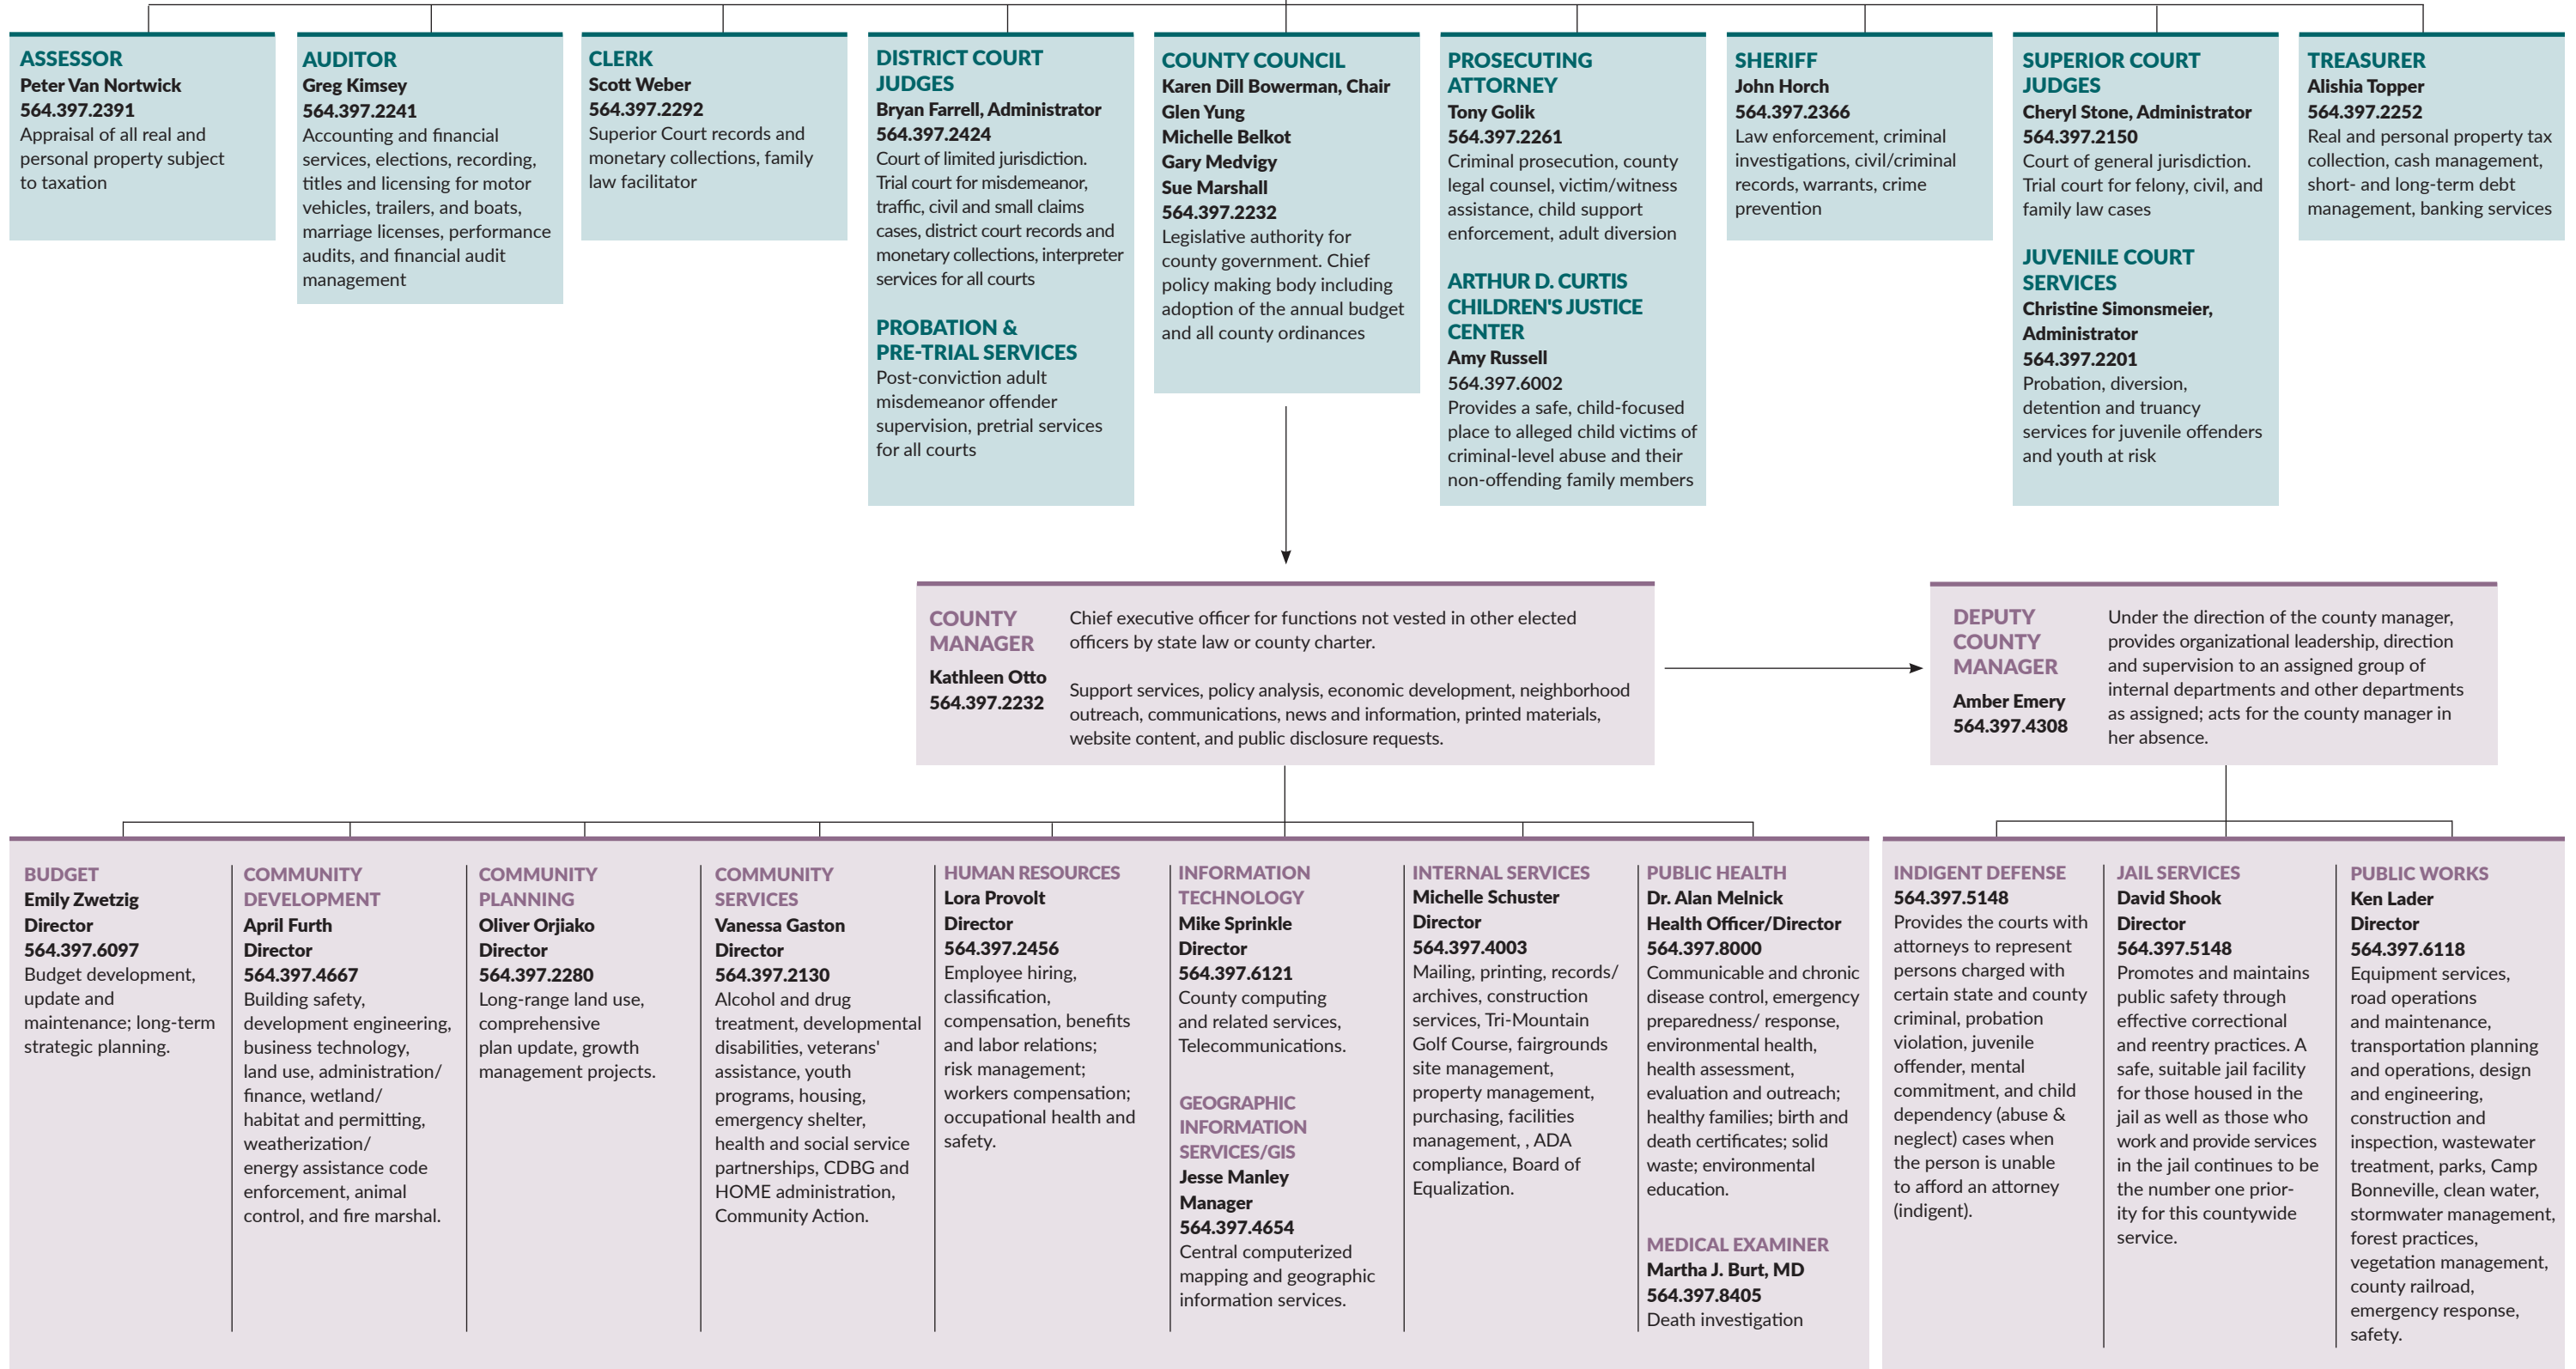 ASSESSOR
Peter Van Nortwick
564.397.2391
Appraisal of all real and
personal property subject
to taxation
AUDITOR
Greg Kimsey
564.397.2241
Accounting and financial
services, elections, recording,
titles and licensing for motor
vehicles, trailers, and boats,
marriage licenses, performance
audits, and financial audit
management
CLERK
Scott Weber
564.397.2292
Superior Court records and
monetary collections, family
law facilitator
DISTRICT COURT
JUDGES
Bryan Farrell, Administrator
564.397.2424
Court of limited jurisdiction.
Trial court for misdemeanor,
traffic, civil and small claims
cases, district court records and
monetary collections, interpreter
services for all courts
PROBATION &
PRE-TRIAL SERVICES
Post-conviction adult
misdemeanor offender
supervision, pretrial services
for all courts
COUNTY COUNCIL
Karen Dill Bowerman, Chair
Glen Yung
Michelle Belkot
Gary Medvigy
Sue Marshall
564.397.2232
Legislative authority for
county government. Chief
policy making body including
adoption of the annual budget
and all county ordinances
PROSECUTING
ATTORNEY
Tony Golik
564.397.2261
Criminal prosecution, county
legal counsel, victim/witness
assistance, child support
enforcement, adult diversion
ARTHUR D. CURTIS
CHILDREN'S JUSTICE
CENTER
Amy Russell
564.397.6002
Provides a safe, child-focused
place to alleged child victims of
criminal-level abuse and their
non-offending family members
SHERIFF
John Horch
564.397.2366
Law enforcement, criminal
investigations, civil/criminal
records, warrants, crime
prevention
SUPERIOR COURT
JUDGES
Cheryl Stone, Administrator
564.397.2150
Court of general jurisdiction.
Trial court for felony, civil, and
family law cases
JUVENILE COURT
SERVICES
Christine Simonsmeier,
Administrator
564.397.2201
Probation, diversion,
detention and truancy
services for juvenile offenders
and youth at risk
TREASURER
Alishia Topper
564.397.2252
Real and personal property tax
collection, cash management,
short- and long-term debt
management, banking services
COUNTY
MANAGER
Kathleen Otto
564.397.2232
Chief executive officer for functions not vested in other elected
officers by state law or county charter.
Support services, policy analysis, economic development, neighborhood
outreach, communications, news and information, printed materials,
website content, and public disclosure requests.
DEPUTY
COUNTY
MANAGER
Amber Emery
564.397.4308
Under the direction of the county manager,
provides organizational leadership, direction
and supervision to an assigned group of
internal departments and other departments
as assigned; acts for the county manager in
her absence.
BUDGET
Emily Zwetzig
Director
564.397.6097
Budget development,
update and
maintenance; long-term
strategic planning.
COMMUNITY
DEVELOPMENT
April Furth
Director
564.397.4667
Building safety,
development engineering,
business technology,
land use, administration/
finance, wetland/
habitat and permitting,
weatherization/
energy assistance code
enforcement, animal
control, and fire marshal.
COMMUNITY
PLANNING
Oliver Orjiako
Director
564.397.2280
Long-range land use,
comprehensive
plan update, growth
management projects.
COMMUNITY
SERVICES
Vanessa Gaston
Director
564.397.2130
Alcohol and drug
treatment, developmental
disabilities, veterans'
assistance, youth
programs, housing,
emergency shelter,
health and social service
partnerships, CDBG and
HOME administration,
Community Action.
HUMAN RESOURCES
Lora Provolt
Director
564.397.2456
Employee hiring,
classification,
compensation, benefits
and labor relations;
risk management;
workers compensation;
occupational health and
safety.
INFORMATION
TECHNOLOGY
Mike Sprinkle
Director
564.397.6121
County computing
and related services,
Telecommunications.
GEOGRAPHIC
INFORMATION
SERVICES/GIS
Jesse Manley
Manager
564.397.4654
Central computerized
mapping and geographic
information services.
INTERNAL SERVICES
Michelle Schuster
Director
564.397.4003
Mailing, printing, records/
archives, construction
services, Tri-Mountain
Golf Course, fairgrounds
site management,
property management,
purchasing, facilities
management, , ADA
compliance, Board of
Equalization.
PUBLIC HEALTH
Dr. Alan Melnick
Health Officer/Director
564.397.8000
Communicable and chronic
disease control, emergency
preparedness/ response,
environmental health,
health assessment,
evaluation and outreach;
healthy families; birth and
death certificates; solid
waste; environmental
education.
MEDICAL EXAMINER
Martha J. Burt, MD
564.397.8405
Death investigation
INDIGENT DEFENSE
564.397.5148
Provides the courts with
attorneys to represent
persons charged with
certain state and county
criminal, probation
violation, juvenile
offender, mental
commitment, and child
dependency (abuse &
neglect) cases when
the person is unable
to afford an attorney
(indigent).
JAIL SERVICES
David Shook
Director
564.397.5148
Promotes and maintains
public safety through
effective correctional
and reentry practices. A
safe, suitable jail facility
for those housed in the
jail as well as those who
work and provide services
in the jail continues to be
the number one prior-
ity for this countywide
service.
PUBLIC WORKS
Ken Lader
Director
564.397.6118
Equipment services,
road operations
and maintenance,
transportation planning
and operations, design
and engineering,
construction and
inspection, wastewater
treatment, parks, Camp
Bonneville, clean water,
stormwater management,
forest practices,
vegetation management,
county railroad,
emergency response,
safety.